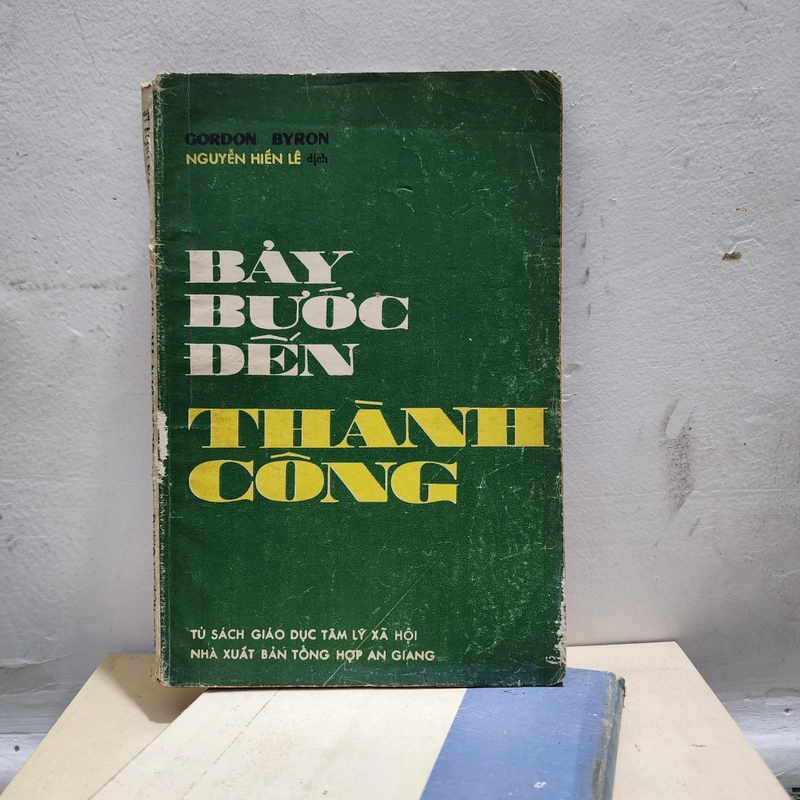 GORDON BYRON
NGUYỄN HIẾN LÊ dịch
BẢY
BƯỚC
ĐẾN
THÀNH
CÔNG
TỦ SÁCH GIÁO DỤC TÂM LÝ XÃ HỘI
NHÀ XUẤT BẢN TỔNG HỢP AN GIANG